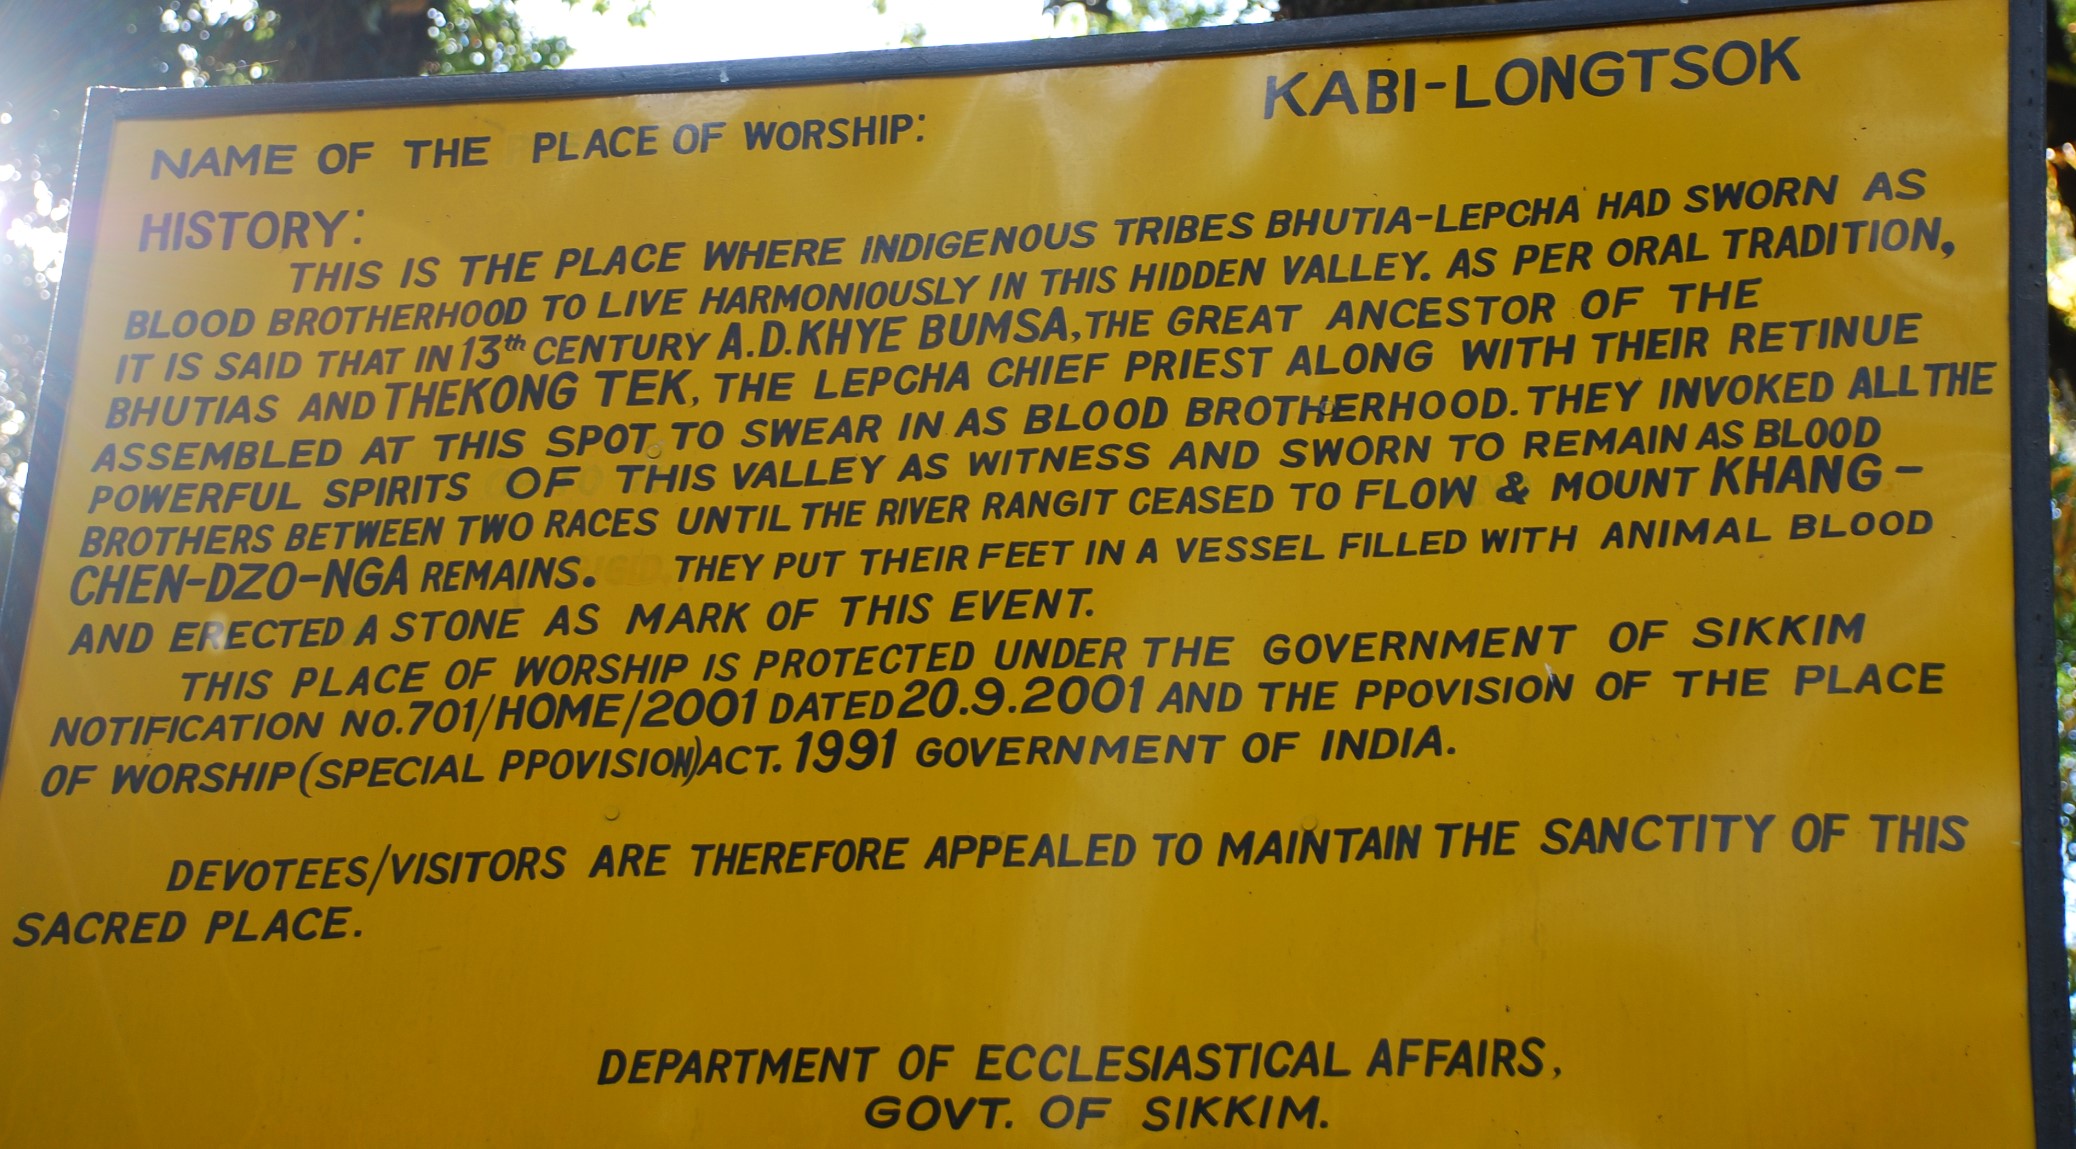 KABI-LONGTSOK
NAME OF THE PLACE OF WORSHIP:
HISTORY:
THIS IS THE PLACE WHERE INDIGENOUS TRIBES BHUTIA-LEPCHA HAD SWORN AS
BLOOD BROTHERHOOD TO LIVE HARMONIOUSLY IN THIS HIDDEN VALLEY. AS PER ORAL TRADITION,
IT IS SAID THAT IN 13th CENTURY A.D. KHYE BUMSA, THE GREAT ANCESTOR OF THE
BHUTIAS AND THEKONG TEK, THE LEPCHA CHIEF PRIEST ALONG WITH THEIR RETINUE
ASSEMBLED AT THIS SPOT TO SWEAR IN AS BLOOD BROTHERHOOD. THEY INVOKED ALL THE
POWERFUL SPIRITS OF THIS VALLEY AS WITNESS AND SWORN TO REMAIN AS BLOOD
BROTHERS BETWEEN TWO RACES UNTIL THE RIVER RANGIT CEASED TO FLOW & MOUNT KHANG-
CHEN-DZO-NGA REMAINS. THEY PUT THEIR FEET IN A VESSEL FILLED WITH ANIMAL BLOOD
AND ERECTED A STONE AS MARK OF THIS EVENT.
THIS PLACE OF WORSHIP IS PROTECTED UNDER THE GOVERNMENT OF SIKKIM
NOTIFICATION NO.701/HOME/2001 DATED 20.9.2001 AND THE PPOVISION OF THE PLACE
OF WORSHIP (SPECIAL PPOVISION) ACT. 1991 GOVERNMENT OF INDIA.
DEVOTEES/VISITORS ARE THEREFORE APPEALED TO MAINTAIN THE SANCTITY OF THIS
SACRED PLACE.
DEPARTMENT OF ECCLESIASTICAL AFFAIRS,
GOVT. OF SIKKIM.